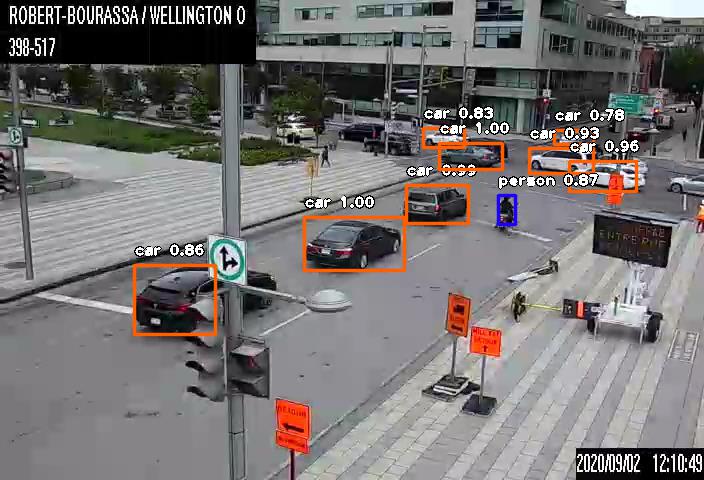 ROBERT-BOURASSA / WELLINGTON O
398-517
car 0.83
car 1.00
car 0.78
car 0.93
car 0.96
car 0.99
person 0.87
car 1.00
car 0.86
ENTREPUE
DETOUR
2020/09/02 12:10:49